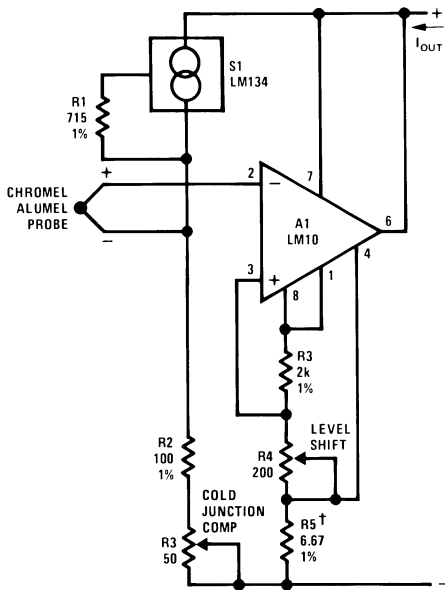 +
I OUT
S1
LM134
R1
715
1%
+
CHROMEL
ALUMEL
PROBE
−
2
−
7
A1
LM10
6
3
+
8
1
4
R3
2k
1%
R2
100
1%
R4
200
LEVEL
SHIFT
COLD
JUNCTION
COMP
R3
50
R5†
6.67
1%
−